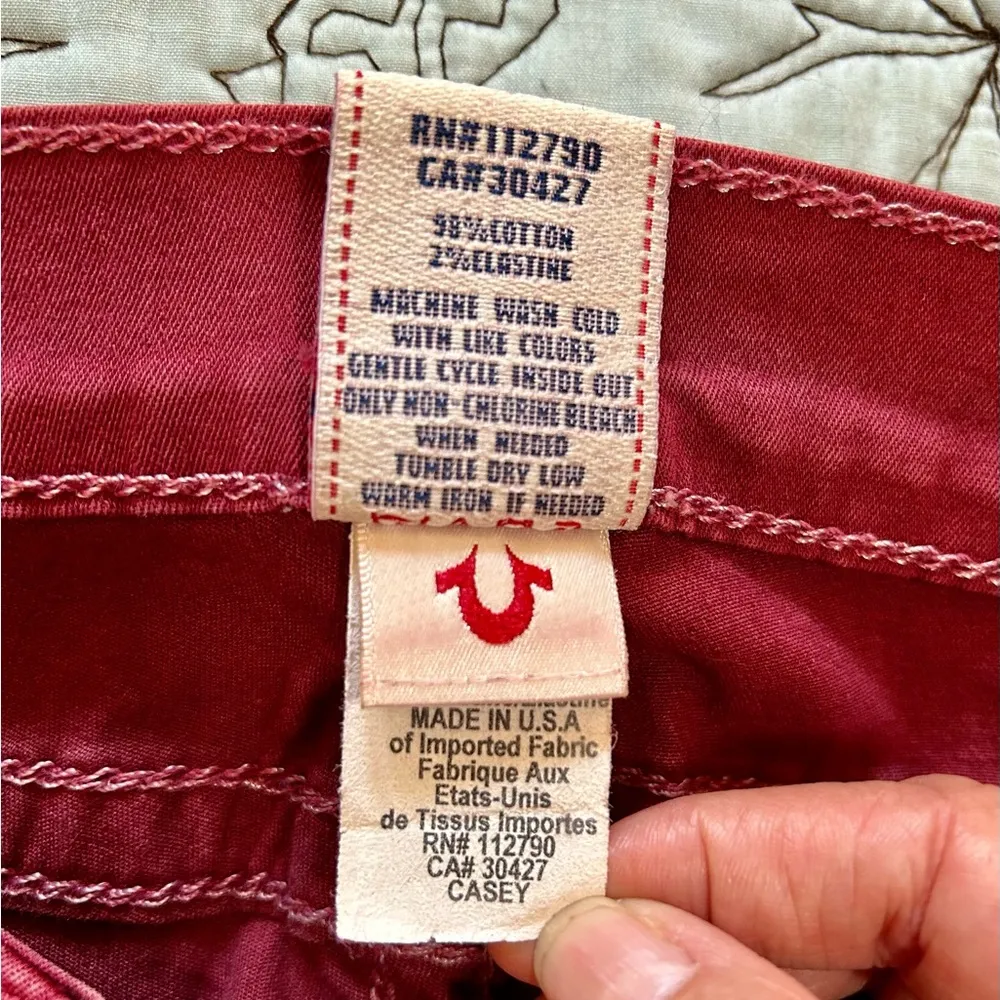 RN#112790
CA#30427
98%COTTON
2%ELASTINE
MACHINE WASH COLD
WITH LIKE COLORS
GENTLE CYCLE INSIDE OUT
ONLY NON-CHLORINE BLEACH
WHEN NEEDED
TUMBLE DRY LOW
WARM IRON IF NEEDED
MADE IN U.S.A
of Imported Fabric
Fabrique Aux
Etats-Unis
de Tissus Importes
RN# 112790
CA# 30427
CASEY